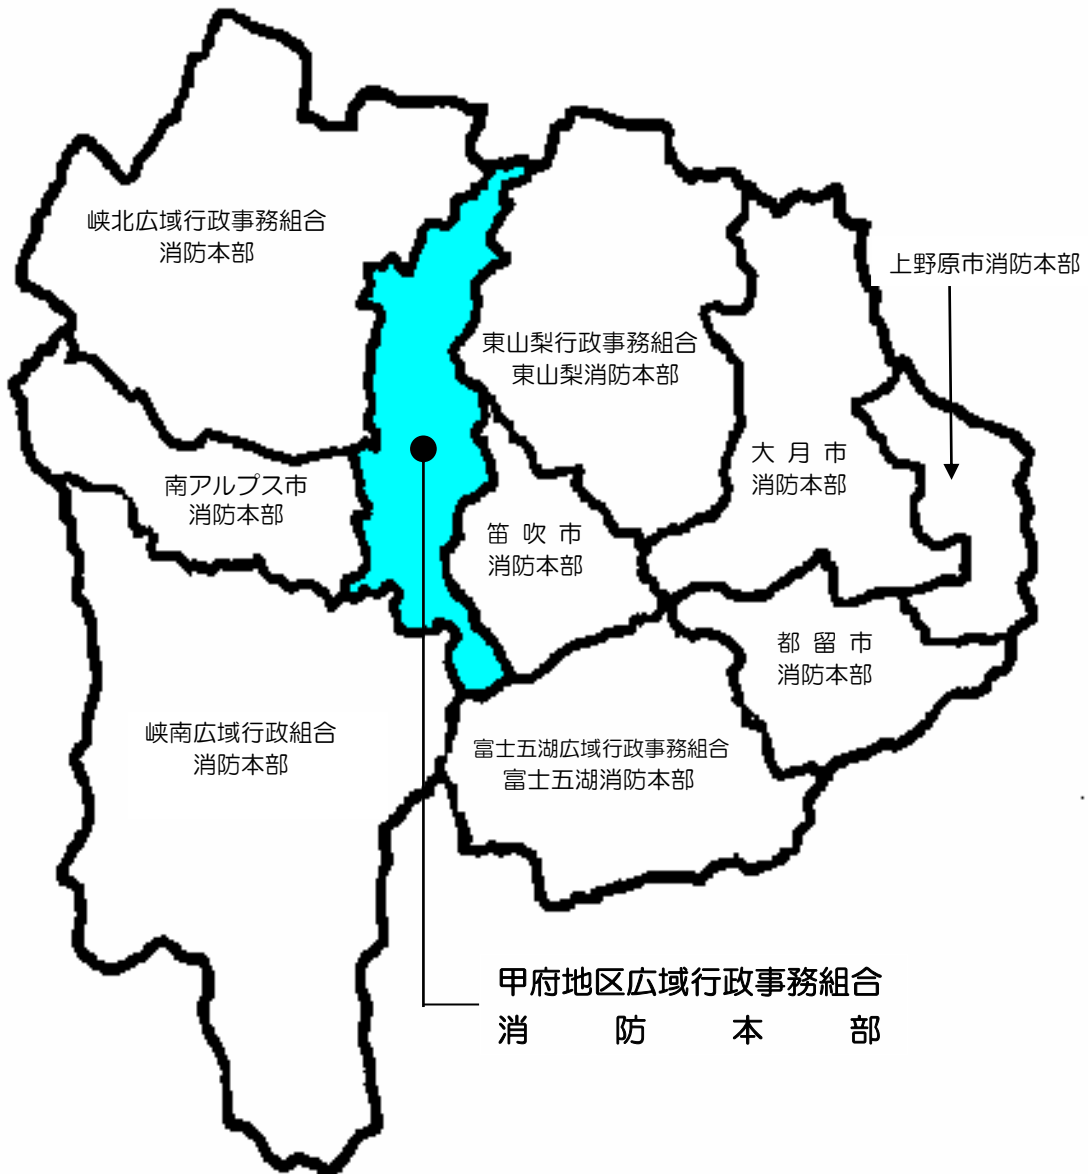 峡北広域行政事務組合
消防本部
上野原市消防本部
東山梨行政事務組合
東山梨消防本部
大 月 市
消防本部
南アルプス市
消防本部
笛 吹 市
消防本部
都 留 市
消防本部
峡南広域行政組合
消防本部
富士五湖広域行政事務組合
富士五湖消防本部
甲府地区広域行政事務組合
消 防 本 部